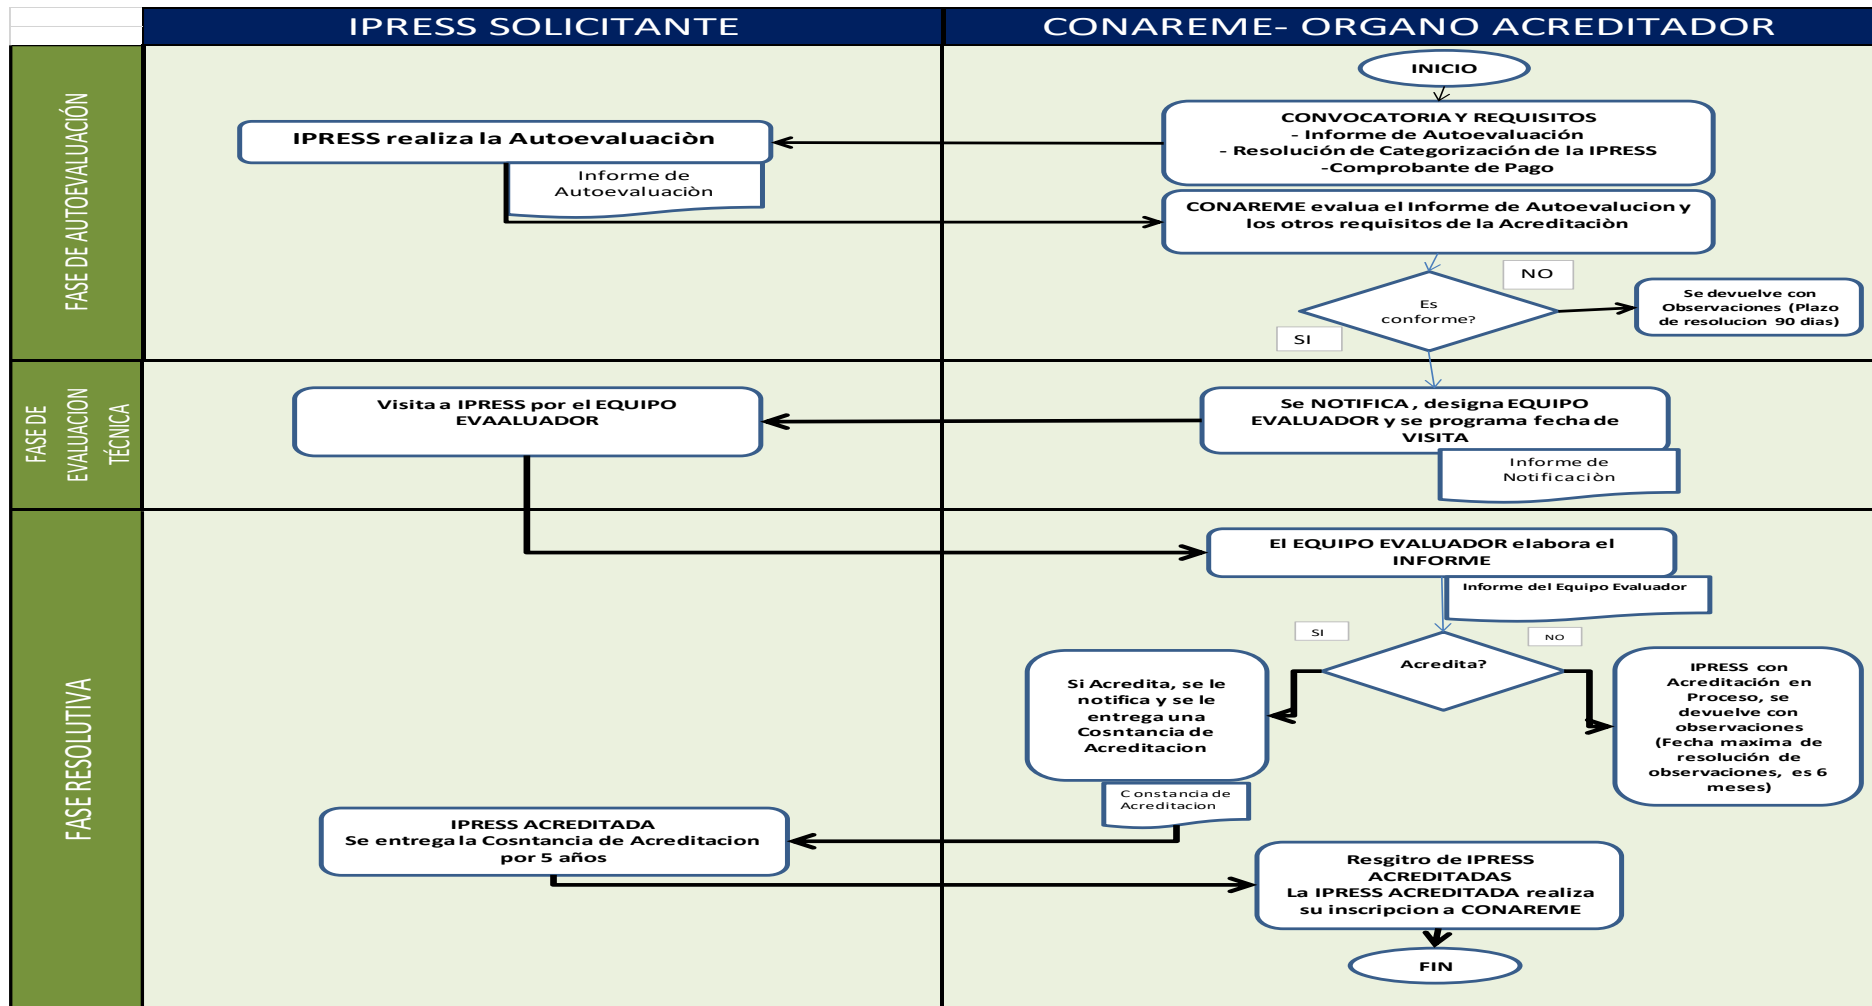 IPRESS SOLICITANTE
CONAREME- ORGANO ACREDITADOR
FASE DE AUTOEVALUACIÓN
INICIO
CONVOCATORIA Y REQUISITOS
- Informe de Autoevaluación
- Resolución de Categorización de la IPRESS
-Comprobante de Pago
IPRESS realiza la Autoevaluaciòn
Informe de
Autoevaluaciòn
CONAREME evalua el Informe de Autoevalucion y
los otros requisitos de la Acreditaciòn
NO
Es
conforme?
Se devuelve con
Observaciones (Plazo
de resolucion 90 dias)
SI
FASE DE
EVALUACION
TÉCNICA
Visita a IPRESS por el EQUIPO
EVAALUADOR
Se NOTIFICA , designa EQUIPO
EVALUADOR y se programa fecha de
VISITA
Informe de
Notificaciòn
FASE RESOLUTIVA
El EQUIPO EVALUADOR elabora el
INFORME
Informe del Equipo Evaluador
SI
NO
Acredita?
Si Acredita, se le
notifica y se le
entrega una
Cosntancia de
Acreditacion
IPRESS con
Acreditación en
Proceso, se
devuelve con
observaciones
(Fecha maxima de
resolución de
observaciones, es 6
meses)
Constancia de
Acreditacion
IPRESS ACREDITADA
Se entrega la Cosntancia de Acreditacion
por 5 años
Resgitro de IPRESS
ACREDITADAS
La IPRESS ACREDITADA realiza
su inscripcion a CONAREME
FIN